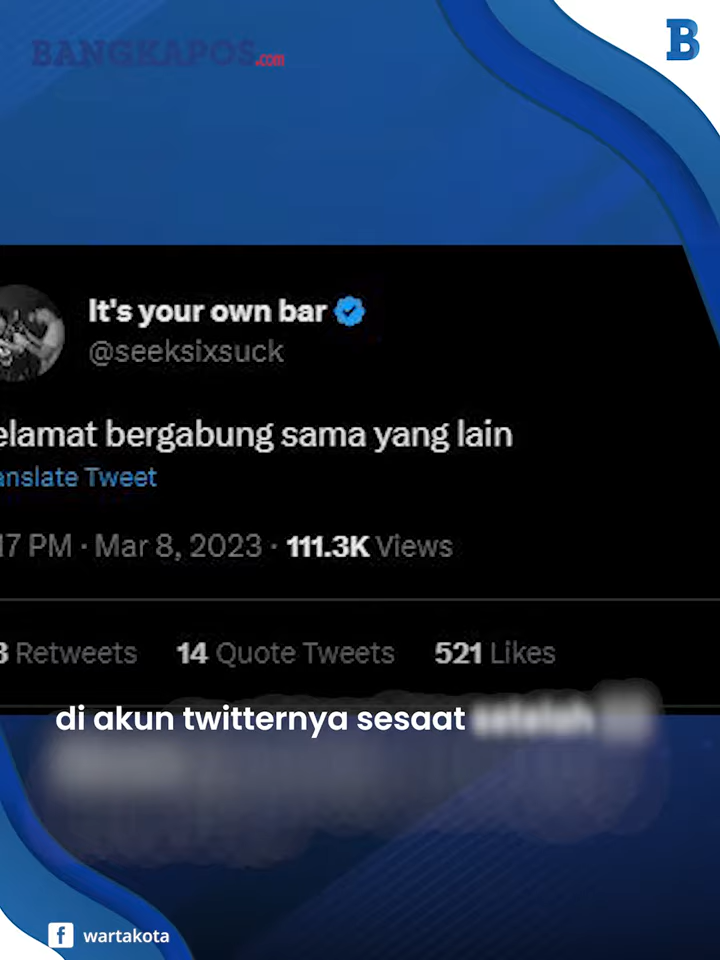 BANGKAPOS.com
B
It's your own bar
@seeksixsuck
elamat bergabung sama yang lain
anslate Tweet
17 PM · Mar 8, 2023 · 111.3K Views
3 Retweets 14 Quote Tweets 521 Likes
di akun twitternya sesaat
f wartakota